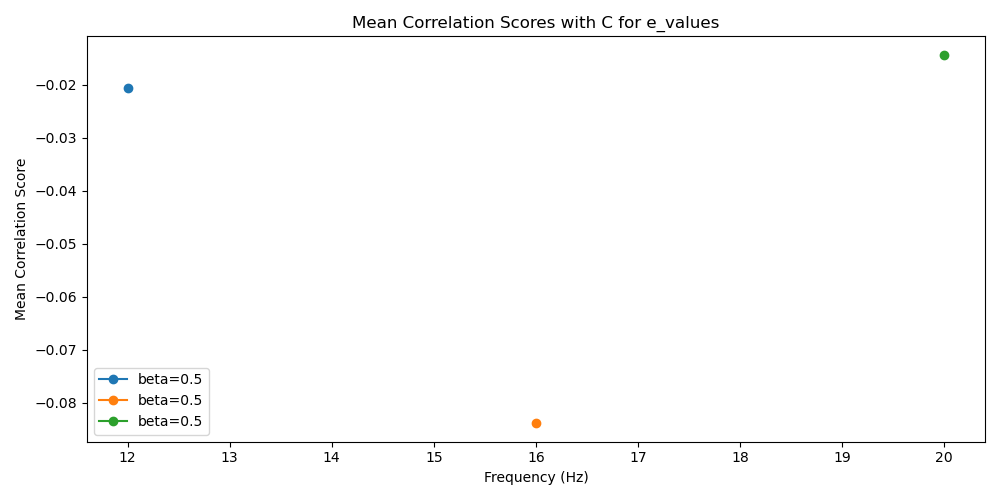 Mean Correlation Scores with C for e_values
Mean Correlation Score
−0.02
−0.03
−0.04
−0.05
−0.06
−0.07
−0.08
beta=0.5
beta=0.5
beta=0.5
12 13 14 15 16 17 18 19 20
Frequency (Hz)